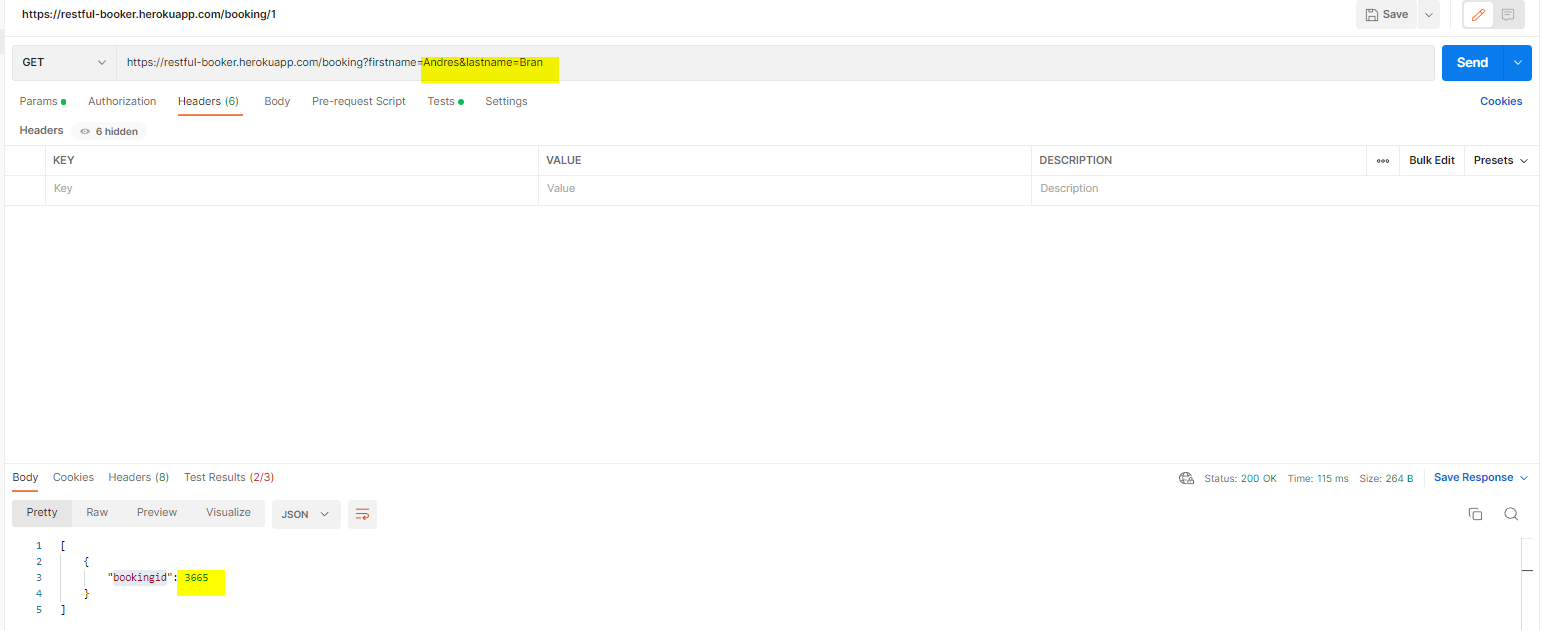 https://restful-booker.herokuapp.com/booking/1
Save
GET
https://restful-booker.herokuapp.com/booking?firstname=Andres&lastname=Bran
Send
Params
Authorization
Headers (6)
Body
Pre-request Script
Tests
Settings
Cookies
Headers
6 hidden
KEY
VALUE
DESCRIPTION
Bulk Edit
Presets
Key
Value
Description
Body
Cookies
Headers (8)
Test Results (2/3)
Status: 200 OK
Time: 115 ms
Size: 264 B
Save Response
Pretty
Raw
Preview
Visualize
JSON
1 [
2 {
3 "bookingid": 3665
4 }
5 ]